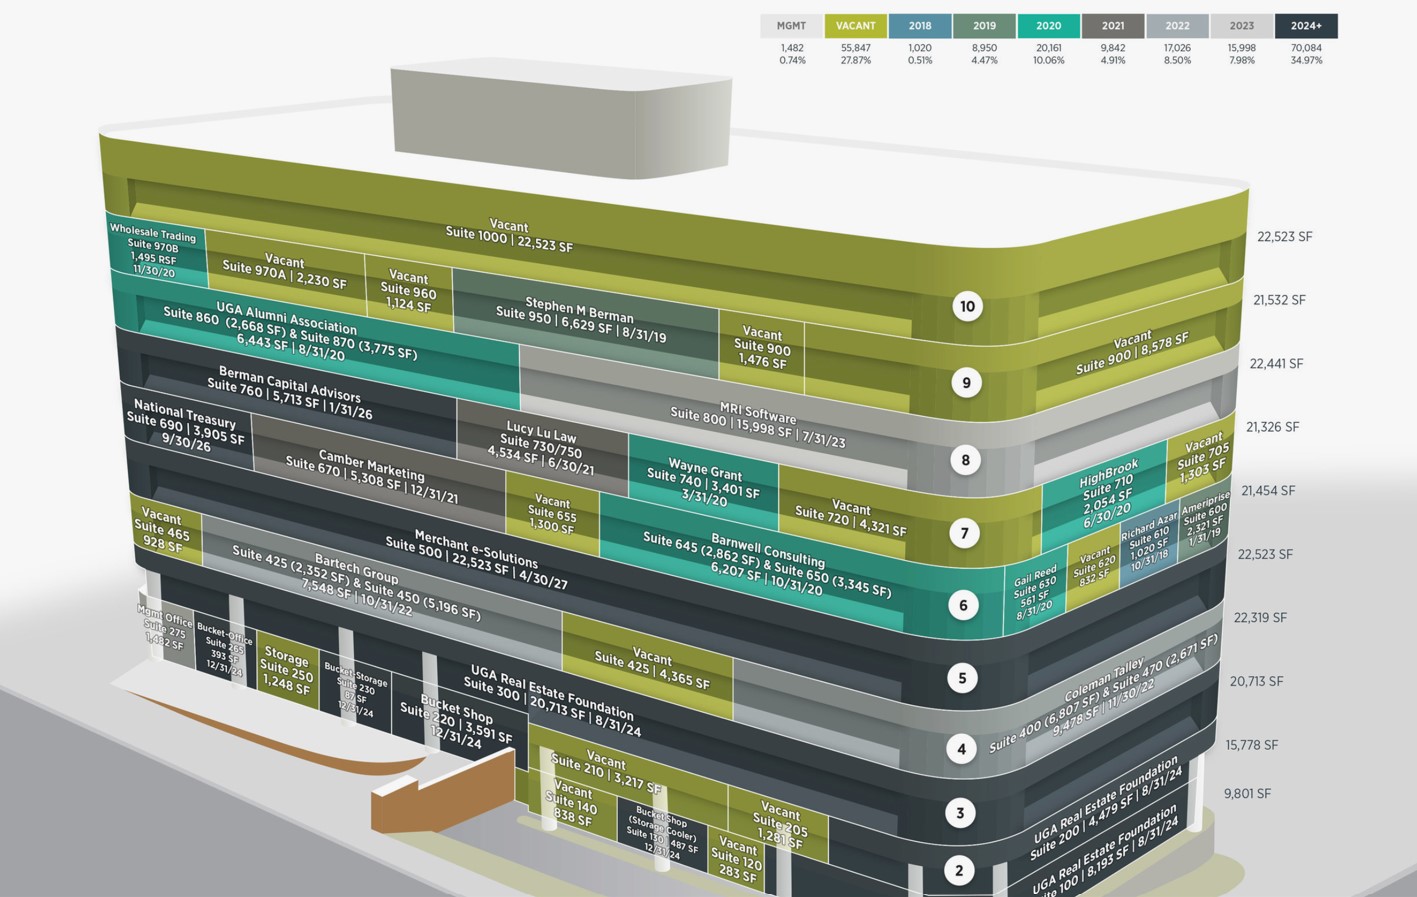 MGMT VACANT 2018 2019 2020 2021 2022 2023 2024+
1,482 55,847 1,020 8,950 20,161 9,842 17,026 15,998 70,084
0.74% 27.87% 0.51% 4.47% 10.06% 4.91% 8.50% 7.98% 34.97%
Vacant
Suite 1000 | 22,523 SF
10
22,523 SF
Wholesale Trading
Suite 970B
1,495 RSF
11/30/20
Vacant
Suite 970A | 2,230 SF
Vacant
Suite 960
1,124 SF
Stephen M Berman
Suite 950 | 6,629 SF | 8/31/19
Vacant
Suite 900
1,476 SF
9
Vacant
Suite 900 | 8,578 SF
21,532 SF
UGA Alumni Association
Suite 860 (2,668 SF) & Suite 870 (3,775 SF)
6,443 SF | 8/31/20
MRI Software
Suite 800 | 15,998 SF | 7/31/23
8
22,441 SF
Berman Capital Advisors
Suite 760 | 5,713 SF | 1/31/26
Lucy Lu Law
Suite 730/750
4,534 SF | 6/30/21
Wayne Grant
Suite 740 | 3,401 SF
3/31/20
Vacant
Suite 720 | 4,321 SF
7
HighBrook
Suite 710
2,054 SF
6/30/20
Vacant
Suite 705
1,303 SF
21,326 SF
National Treasury
Suite 690 | 3,905 SF
9/30/26
Camber Marketing
Suite 670 | 5,308 SF | 12/31/21
Vacant
Suite 655
1,300 SF
Barnwell Consulting
Suite 645 (2,862 SF) & Suite 650 (3,345 SF)
6,207 SF | 10/31/20
6
Gail Reed
Suite 630
561 SF
8/31/20
Vacant
Suite 620
832 SF
Richard Azar
Suite 610
1,020 SF
10/31/18
Ameriprise
Suite 600
2,321 SF
1/31/19
21,454 SF
Merchant e-Solutions
Suite 500 | 22,523 SF | 4/30/27
5
22,523 SF
Vacant
Suite 465
928 SF
Bartech Group
Suite 425 (2,352 SF) & Suite 450 (5,196 SF)
7,548 SF | 10/31/22
Vacant
Suite 425 | 4,365 SF
4
Coleman Talley
Suite 400 (6,807 SF) & Suite 470 (2,671 SF)
9,478 SF | 11/30/22
22,319 SF
UGA Real Estate Foundation
Suite 300 | 20,713 SF | 8/31/24
3
20,713 SF
Mgmt Office
Suite 275
1,482 SF
Bucket-Office
Suite 265
393 SF
12/31/24
Storage
Suite 250
1,248 SF
Bucket-Storage
Suite 230
87 SF
12/31/24
Bucket Shop
Suite 220 | 3,591 SF
12/31/24
Vacant
Suite 210 | 3,217 SF
Vacant
Suite 205
1,281 SF
2
UGA Real Estate Foundation
Suite 200 | 4,479 SF | 8/31/24
15,778 SF
Vacant
Suite 140
838 SF
Bucket Shop
(Storage Cooler)
Suite 130 | 487 SF
12/31/24
Vacant
Suite 120
283 SF
UGA Real Estate Foundation
Suite 100 | 8,193 SF | 8/31/24
9,801 SF